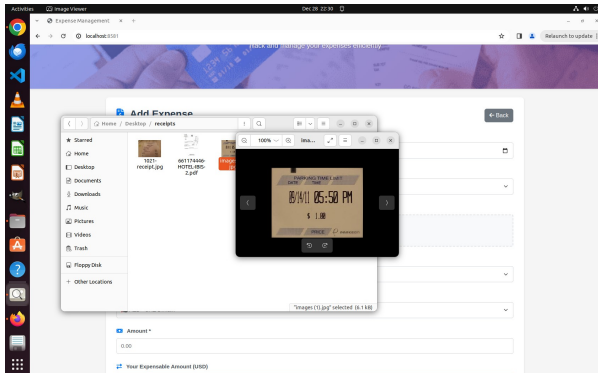 Activities
Image Viewer
Dec 28 22:30
Expense Management
localhost:8501
Relaunch to update
Track and manage your expenses efficiently
Add Expense
← Back
Home / Desktop / receipts
Starred
Home
Desktop
Documents
Downloads
Music
Pictures
Videos
Trash
Floppy Disk
+ Other Locations
1021-receipt.jpg
661174446-HOTEL-IBIS-2.pdf
100%
Ima...
PARKING TIME LIMIT
DATE TIME
09/14/11 05:50 PM
$ 1.00
PRICE
"images (1).jpg" selected (6.1 kB)
Amount *
0.00
Your Expensable Amount (USD)